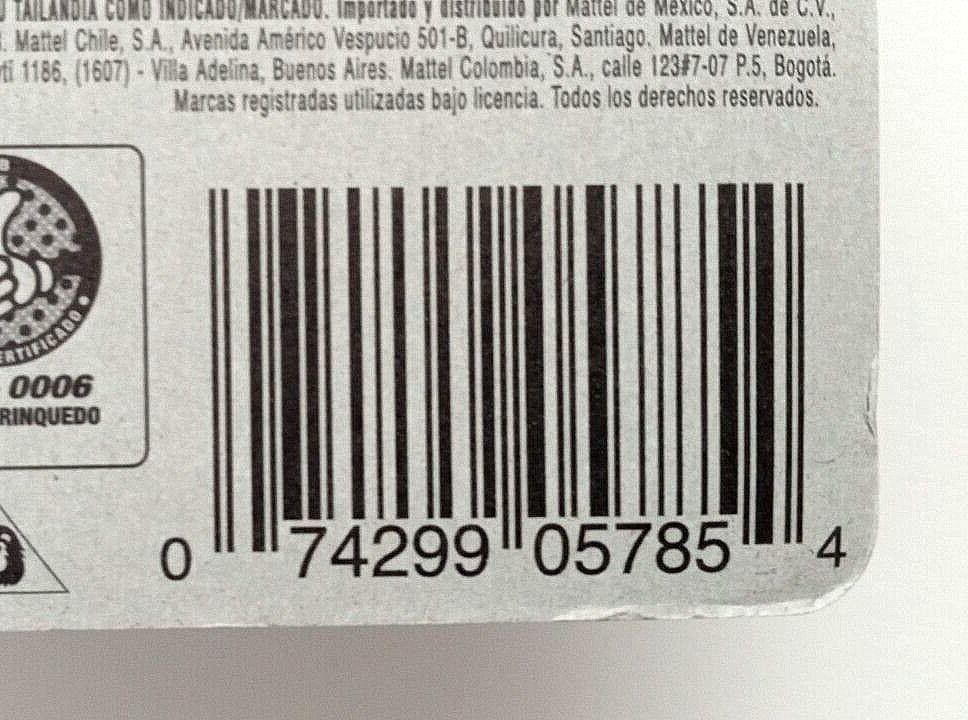 TAILANDIA COMO INDICADO/MARCADO. Importado y distribuido por Mattel de México, S.A. de C.V.,
Mattel Chile, S.A., Avenida Américo Vespucio 501-B, Quilicura, Santiago. Mattel de Venezuela,
1186, (1607) - Villa Adelina, Buenos Aires. Mattel Colombia, S.A., calle 123#7-07 P.5, Bogotá.
Marcas registradas utilizadas bajo licencia. Todos los derechos reservados.
ERTIFICADO
0006
RINQUEDO
0 74299 05785 4